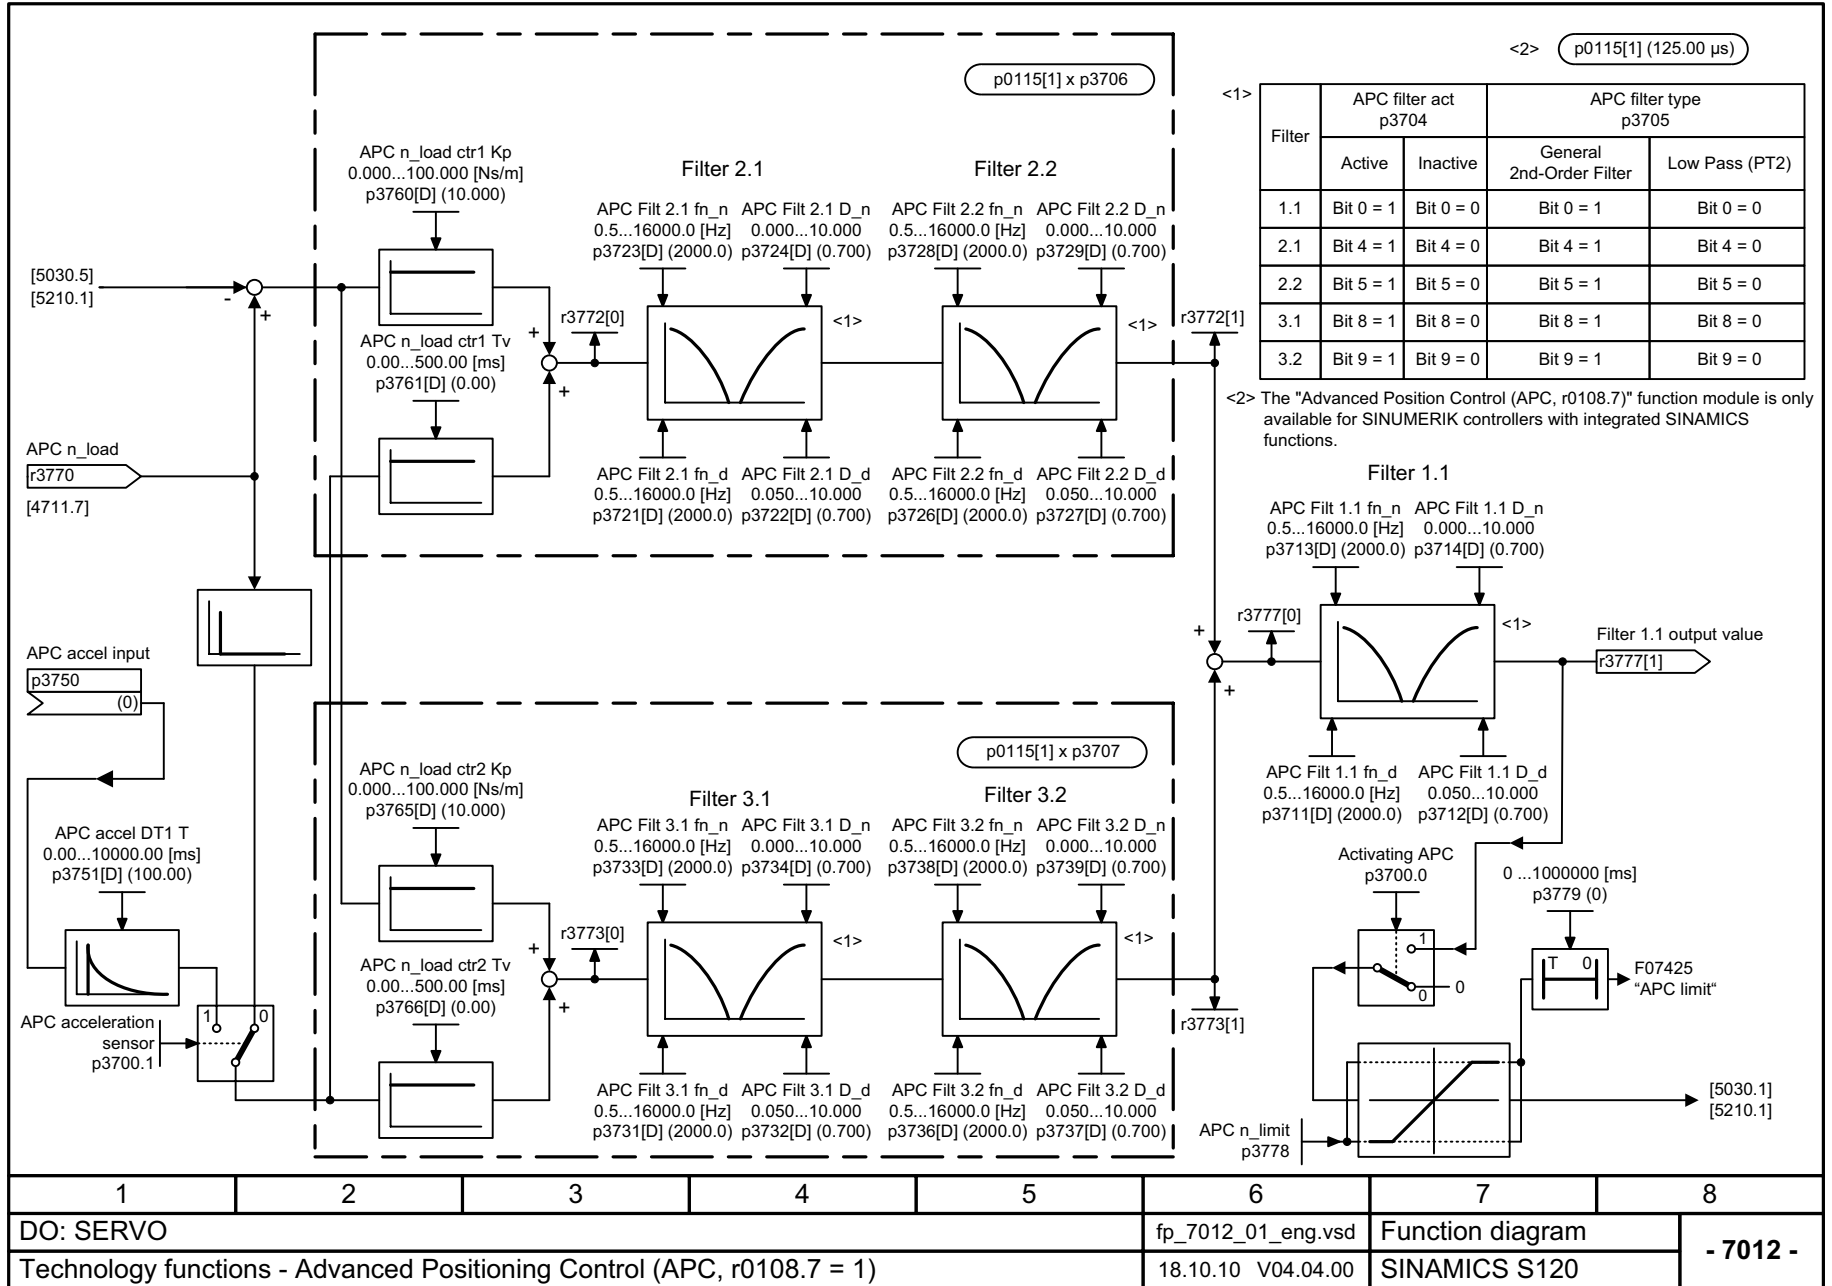 <2> p0115[1] (125.00 µs)
p0115[1] x p3706
<1>
Filter
APC filter act
p3704
APC filter type
p3705
Active
Inactive
General
2nd-Order Filter
Low Pass (PT2)
1.1 Bit 0 = 1 Bit 0 = 0 Bit 0 = 1 Bit 0 = 0
2.1 Bit 4 = 1 Bit 4 = 0 Bit 4 = 1 Bit 4 = 0
2.2 Bit 5 = 1 Bit 5 = 0 Bit 5 = 1 Bit 5 = 0
3.1 Bit 8 = 1 Bit 8 = 0 Bit 8 = 1 Bit 8 = 0
3.2 Bit 9 = 1 Bit 9 = 0 Bit 9 = 1 Bit 9 = 0
<2> The "Advanced Position Control (APC, r0108.7)" function module is only
available for SINUMERIK controllers with integrated SINAMICS
functions.
APC n_load ctr1 Kp
0.000...100.000 [Ns/m]
p3760[D] (10.000)
Filter 2.1
Filter 2.2
APC Filt 2.1 fn_n
0.5...16000.0 [Hz]
p3723[D] (2000.0)
APC Filt 2.1 D_n
0.000...10.000
p3724[D] (0.700)
APC Filt 2.2 fn_n
0.5...16000.0 [Hz]
p3728[D] (2000.0)
APC Filt 2.2 D_n
0.000...10.000
p3729[D] (0.700)
[5030.5]
[5210.1]
-
+
APC n_load ctr1 Tv
0.00...500.00 [ms]
p3761[D] (0.00)
+
+
r3772[0]
<1>
<1>
r3772[1]
APC Filt 2.1 fn_d
0.5...16000.0 [Hz]
p3721[D] (2000.0)
APC Filt 2.1 D_d
0.050...10.000
p3722[D] (0.700)
APC Filt 2.2 fn_d
0.5...16000.0 [Hz]
p3726[D] (2000.0)
APC Filt 2.2 D_d
0.050...10.000
p3727[D] (0.700)
APC n_load
r3770
[4711.7]
Filter 1.1
APC Filt 1.1 fn_n
0.5...16000.0 [Hz]
p3713[D] (2000.0)
APC Filt 1.1 D_n
0.000...10.000
p3714[D] (0.700)
+
+
r3777[0]
<1>
Filter 1.1 output value
r3777[1]
APC Filt 1.1 fn_d
0.5...16000.0 [Hz]
p3711[D] (2000.0)
APC Filt 1.1 D_d
0.050...10.000
p3712[D] (0.700)
APC accel input
p3750
(0)
APC accel DT1 T
0.00...10000.00 [ms]
p3751[D] (100.00)
APC acceleration
sensor
p3700.1
1
0
p0115[1] x p3707
APC n_load ctr2 Kp
0.000...100.000 [Ns/m]
p3765[D] (10.000)
Filter 3.1
Filter 3.2
APC Filt 3.1 fn_n
0.5...16000.0 [Hz]
p3733[D] (2000.0)
APC Filt 3.1 D_n
0.000...10.000
p3734[D] (0.700)
APC Filt 3.2 fn_n
0.5...16000.0 [Hz]
p3738[D] (2000.0)
APC Filt 3.2 D_n
0.000...10.000
p3739[D] (0.700)
APC n_load ctr2 Tv
0.00...500.00 [ms]
p3766[D] (0.00)
+
+
r3773[0]
<1>
<1>
r3773[1]
APC Filt 3.1 fn_d
0.5...16000.0 [Hz]
p3731[D] (2000.0)
APC Filt 3.1 D_d
0.050...10.000
p3732[D] (0.700)
APC Filt 3.2 fn_d
0.5...16000.0 [Hz]
p3736[D] (2000.0)
APC Filt 3.2 D_d
0.050...10.000
p3737[D] (0.700)
Activating APC
p3700.0
1
0
0
0 ...1000000 [ms]
p3779 (0)
T 0
F07425
“APC limit“
APC n_limit
p3778
[5030.1]
[5210.1]
1 2 3 4 5 6 7 8
DO: SERVO
fp_7012_01_eng.vsd
Function diagram
- 7012 -
Technology functions - Advanced Positioning Control (APC, r0108.7 = 1)
18.10.10 V04.04.00
SINAMICS S120